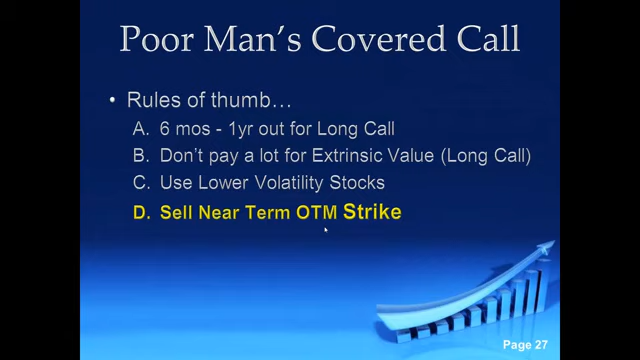 Poor Man's Covered Call
• Rules of thumb…
A. 6 mos - 1yr out for Long Call
B. Don't pay a lot for Extrinsic Value (Long Call)
C. Use Lower Volatility Stocks
D. Sell Near Term OTM Strike
Page 27